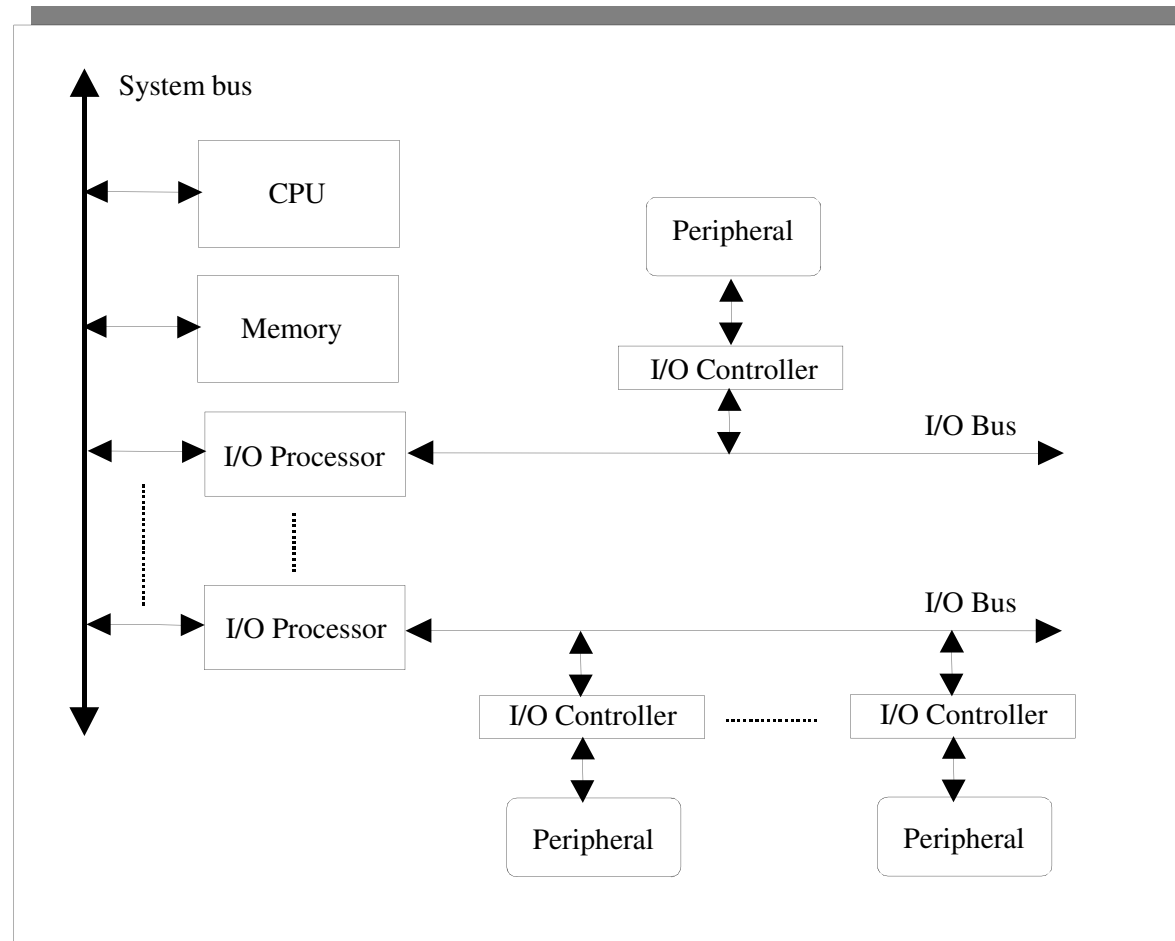 System bus
CPU
Peripheral
Memory
I/O Controller
I/O Bus
I/O Processor
I/O Bus
I/O Processor
I/O Controller
I/O Controller
Peripheral
Peripheral